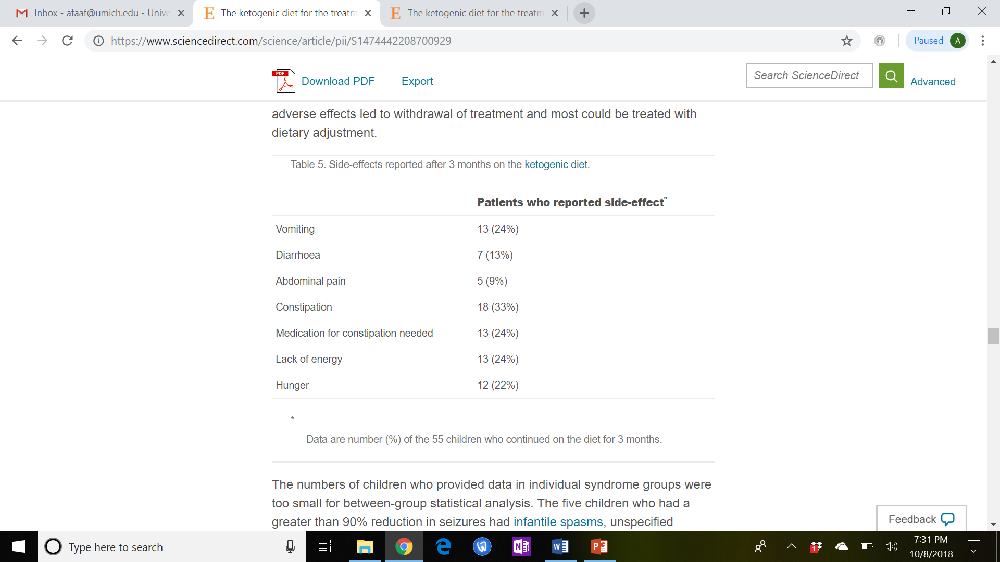 Inbox - afaaf@umich.edu - Unive
The ketogenic diet for the treatm
The ketogenic diet for the treatm
https://www.sciencedirect.com/science/article/pii/S1474442208700929
Paused
A
PDF
Download PDF
Export
Search ScienceDirect
Advanced
adverse effects led to withdrawal of treatment and most could be treated with
dietary adjustment.
Table 5. Side-effects reported after 3 months on the ketogenic diet.
Patients who reported side-effect*
Vomiting 13 (24%)
Diarrhoea 7 (13%)
Abdominal pain 5 (9%)
Constipation 18 (33%)
Medication for constipation needed 13 (24%)
Lack of energy 13 (24%)
Hunger 12 (22%)
*
Data are number (%) of the 55 children who continued on the diet for 3 months.
The numbers of children who provided data in individual syndrome groups were
too small for between-group statistical analysis. The five children who had a
greater than 90% reduction in seizures had infantile spasms, unspecified
Feedback
Type here to search
1
7:31 PM
10/8/2018